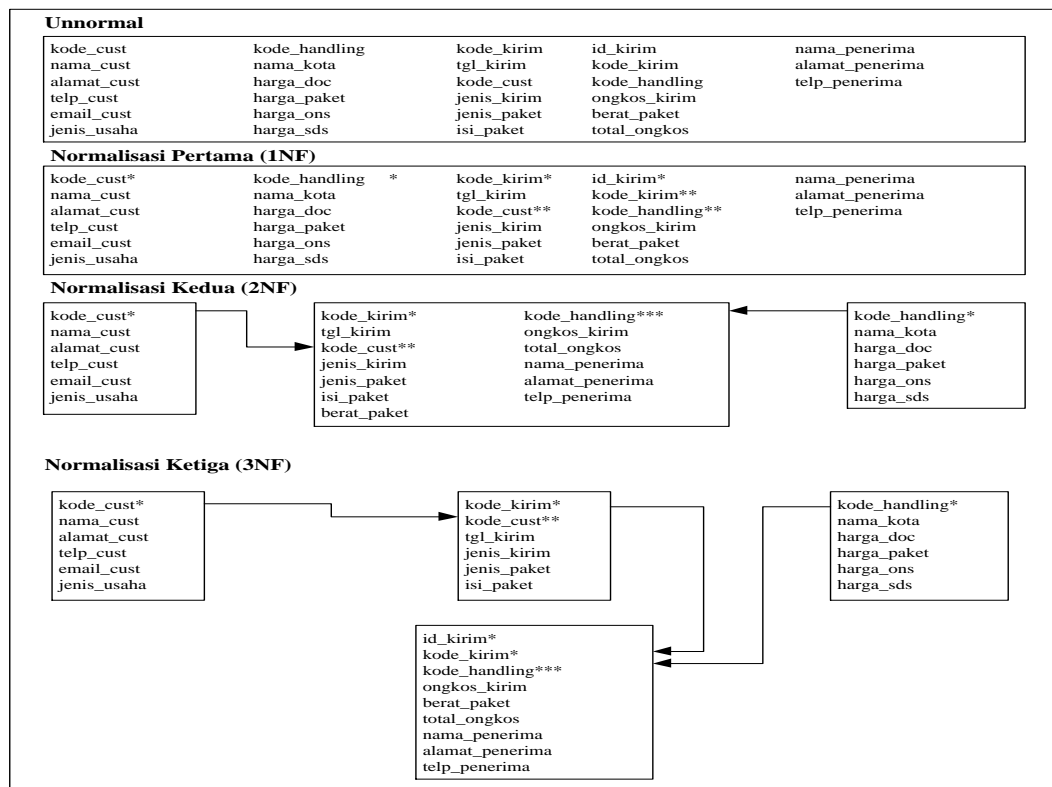 Unnormal
kode_cust kode_handling kode_kirim id_kirim nama_penerima
nama_cust nama_kota tgl_kirim kode_kirim alamat_penerima
alamat_cust harga_doc kode_cust kode_handling telp_penerima
telp_cust harga_paket jenis_kirim ongkos_kirim
email_cust harga_ons jenis_paket berat_paket
jenis_usaha harga_sds isi_paket total_ongkos
Normalisasi Pertama (1NF)
kode_cust* kode_handling * kode_kirim* id_kirim* nama_penerima
nama_cust nama_kota tgl_kirim kode_kirim** alamat_penerima
alamat_cust harga_doc kode_cust** kode_handling** telp_penerima
telp_cust harga_paket jenis_kirim ongkos_kirim
email_cust harga_ons jenis_paket berat_paket
jenis_usaha harga_sds isi_paket total_ongkos
Normalisasi Kedua (2NF)
kode_cust*
nama_cust
alamat_cust
telp_cust
email_cust
jenis_usaha
kode_kirim* kode_handling***
tgl_kirim ongkos_kirim
kode_cust** total_ongkos
jenis_kirim nama_penerima
jenis_paket alamat_penerima
isi_paket telp_penerima
berat_paket
kode_handling*
nama_kota
harga_doc
harga_paket
harga_ons
harga_sds
Normalisasi Ketiga (3NF)
kode_cust*
nama_cust
alamat_cust
telp_cust
email_cust
jenis_usaha
kode_kirim*
kode_cust**
tgl_kirim
jenis_kirim
jenis_paket
isi_paket
kode_handling*
nama_kota
harga_doc
harga_paket
harga_ons
harga_sds
id_kirim*
kode_kirim*
kode_handling***
ongkos_kirim
berat_paket
total_ongkos
nama_penerima
alamat_penerima
telp_penerima